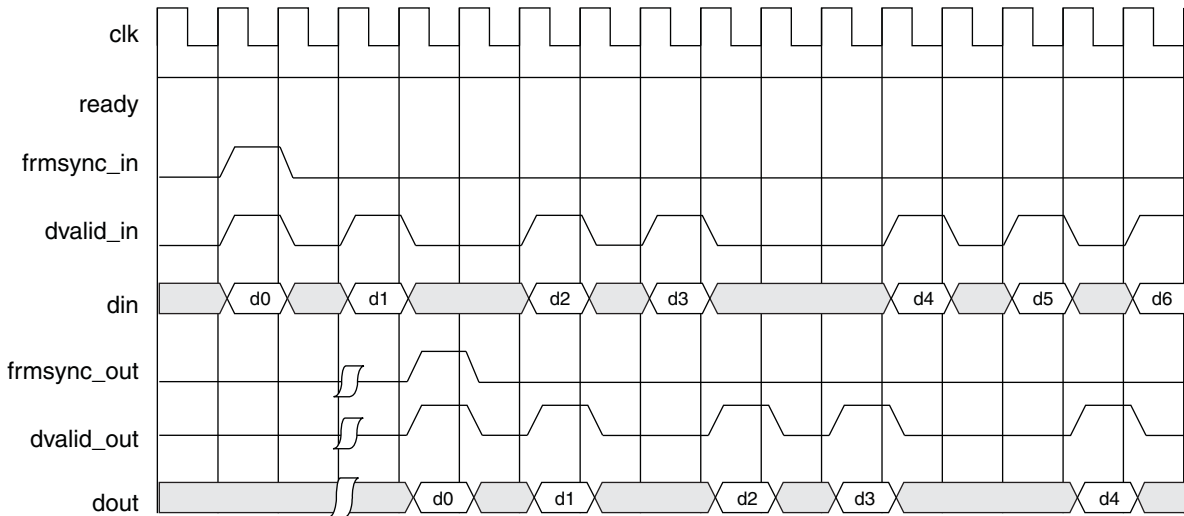 clk
ready
frmsync_in
dvalid_in
din d0 d1 d2 d3 d4 d5 d6
frmsync_out
dvalid_out
dout d0 d1 d2 d3 d4